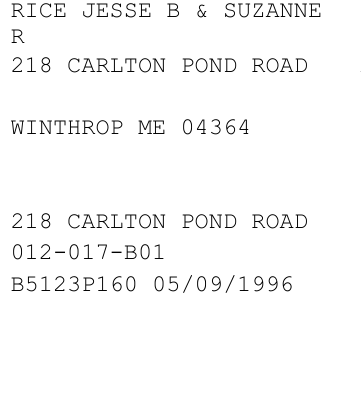 RICE JESSE B & SUZANNE
R
218 CARLTON POND ROAD
WINTHROP ME 04364
218 CARLTON POND ROAD
012-017-B01
B5123P160 05/09/1996